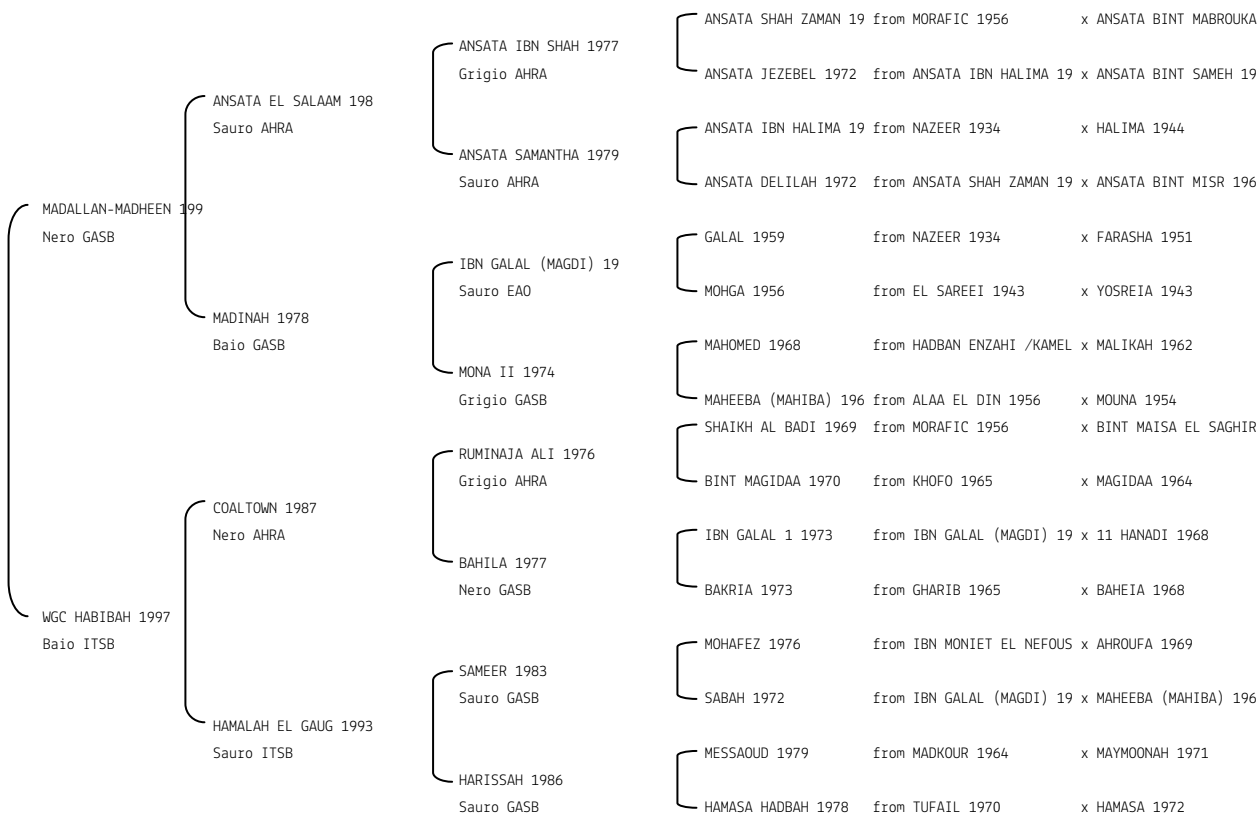 ANSATA SHAH ZAMAN 19 from MORAFIC 1956 x ANSATA BINT MABROUKA
ANSATA IBN SHAH 1977
Grigio AHRA
ANSATA JEZEBEL 1972 from ANSATA IBN HALIMA 19 x ANSATA BINT SAMEH 19
ANSATA EL SALAAM 198
Sauro AHRA
ANSATA IBN HALIMA 19 from NAZEER 1934 x HALIMA 1944
ANSATA SAMANTHA 1979
Sauro AHRA
ANSATA DELILAH 1972 from ANSATA SHAH ZAMAN 19 x ANSATA BINT MISR 196
MADALLAN-MADHEEN 199
Nero GASB
GALAL 1959 from NAZEER 1934 x FARASHA 1951
IBN GALAL (MAGDI) 19
Sauro EAO
MOHGA 1956 from EL SAREEI 1943 x YOSREIA 1943
MADINAH 1978
Baio GASB
MAHOMED 1968 from HADBAN ENZAHI /KAMEL x MALIKAH 1962
MONA II 1974
Grigio GASB
MAHEEBA (MAHIBA) 196 from ALAA EL DIN 1956 x MOUNA 1954
SHAIKH AL BADI 1969 from MORAFIC 1956 x BINT MAISA EL SAGHIR
RUMINAJA ALI 1976
Grigio AHRA
BINT MAGIDAA 1970 from KHOFO 1965 x MAGIDAA 1964
COALTOWN 1987
Nero AHRA
IBN GALAL 1 1973 from IBN GALAL (MAGDI) 19 x 11 HANADI 1968
BAHILA 1977
Nero GASB
BAKRIA 1973 from GHARIB 1965 x BAHEIA 1968
WGC HABIBAH 1997
Baio ITSB
MOHAFEZ 1976 from IBN MONIET EL NEFOUS x AHROUFA 1969
SAMEER 1983
Sauro GASB
SABAH 1972 from IBN GALAL (MAGDI) 19 x MAHEEBA (MAHIBA) 196
HAMALAH EL GAUG 1993
Sauro ITSB
MESSAOUD 1979 from MADKOUR 1964 x MAYMOONAH 1971
HARISSAH 1986
Sauro GASB
HAMASA HADBAH 1978 from TUFAIL 1970 x HAMASA 1972